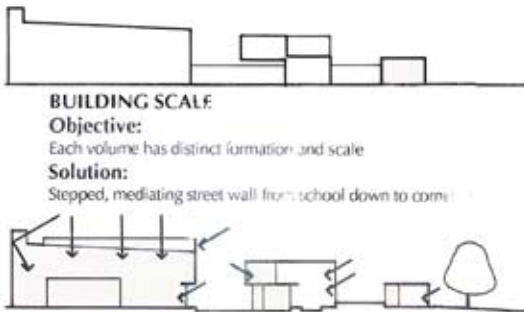 BUILDING SCALE
Objective:
Each volume has distinct formation and scale
Solution:
Stepped, mediating street wall from school down to